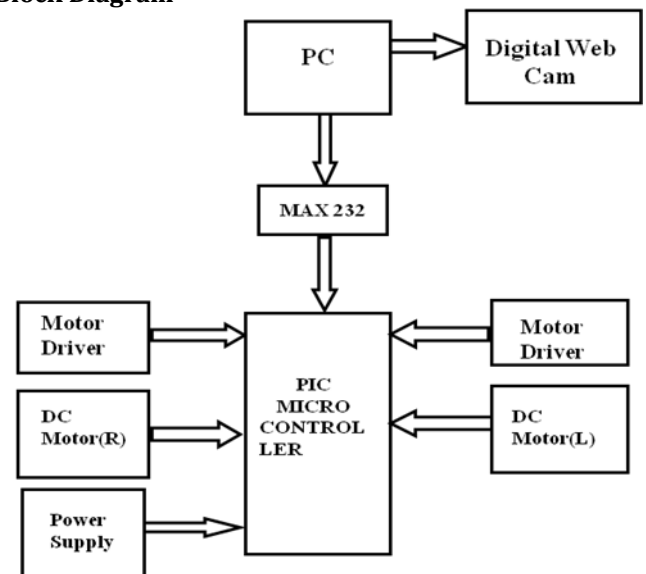 Block Diagram
PC
Digital Web
Cam
MAX 232
Motor
Driver
Motor
Driver
PIC
MICRO
CONTROL
LER
DC
Motor(R)
DC
Motor(L)
Power
Supply